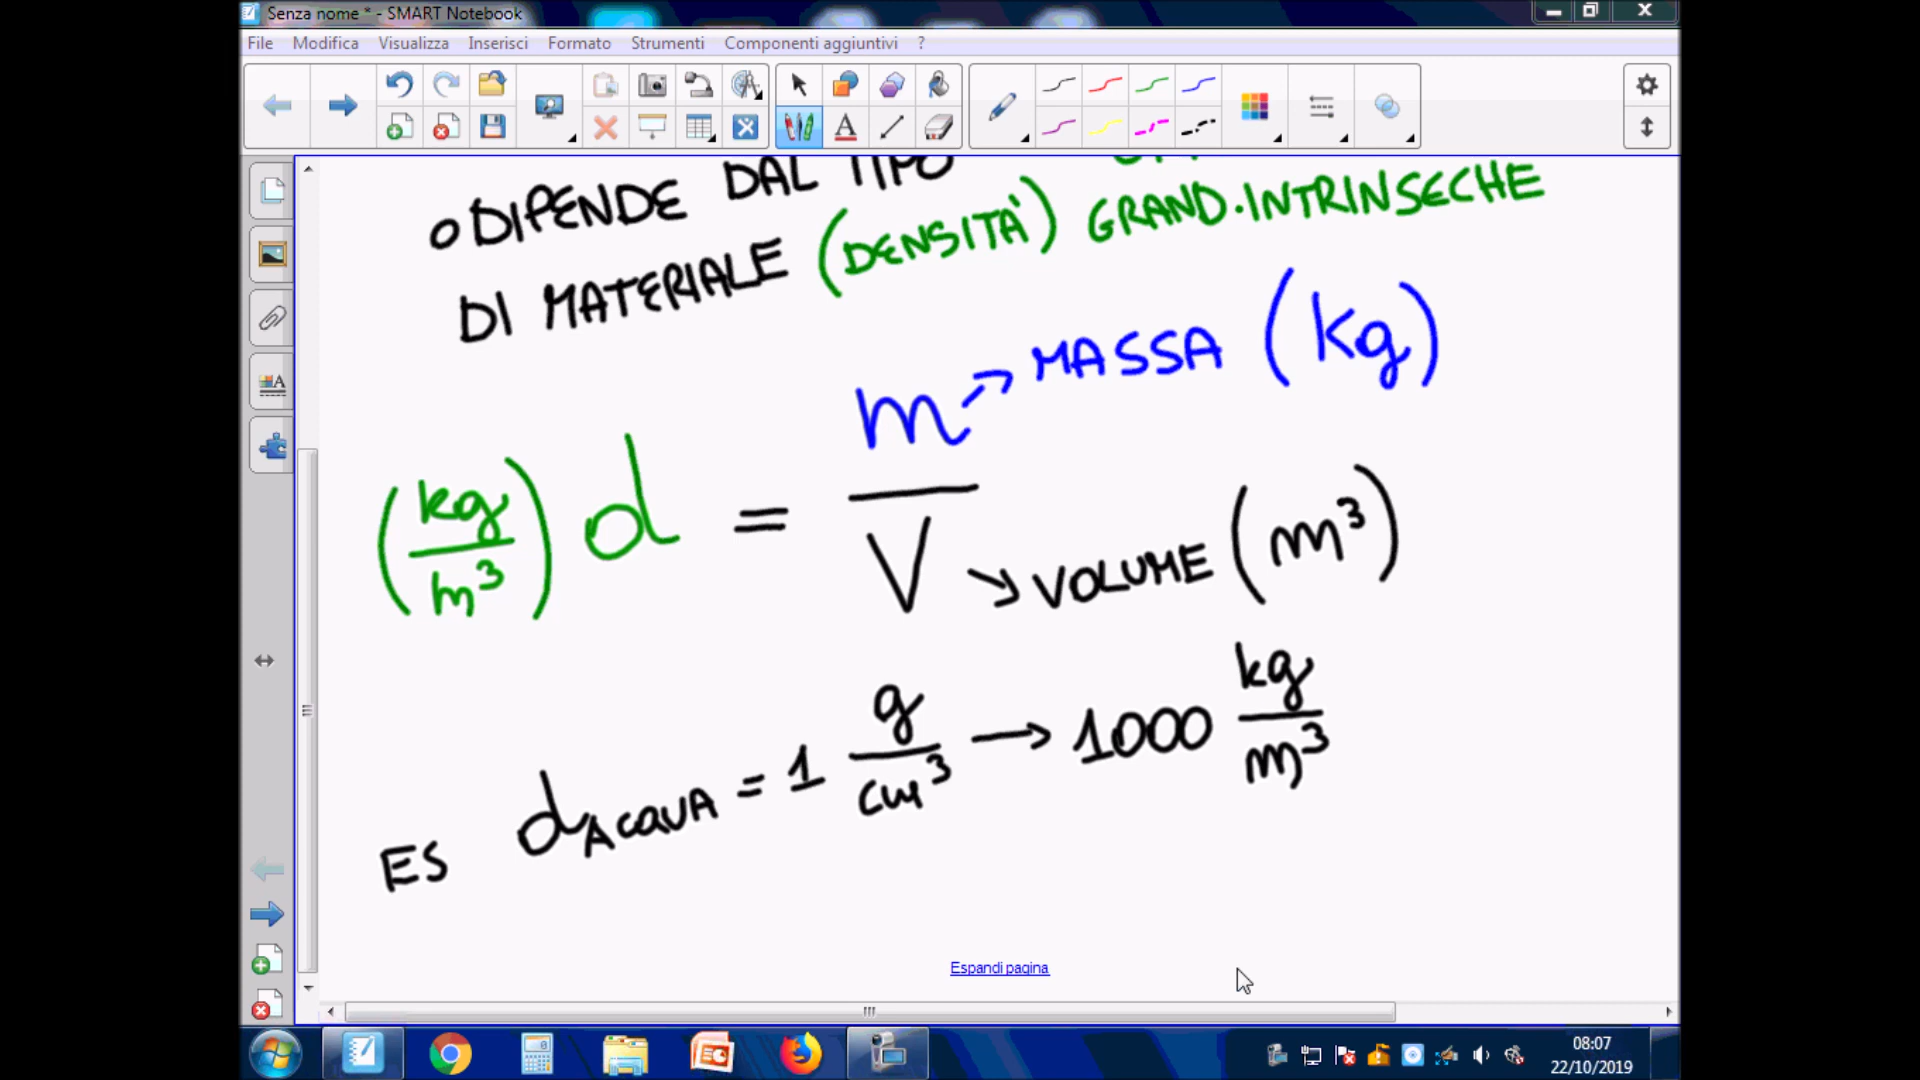 Senza nome * - SMART Notebook
File Modifica Visualizza Inserisci Formato Strumenti Componenti aggiuntivi ?
O DIPENDE DAL TIPO
DI MATERIALE (DENSITÀ) GRAND. INTRINSECHE
m → MASSA (kg)
(kg/m³) d = m/V
V → VOLUME (m³)
ES d ACQUA = 1 g/cm³ → 1000 kg/m³
Espandi pagina
08:07
22/10/2019